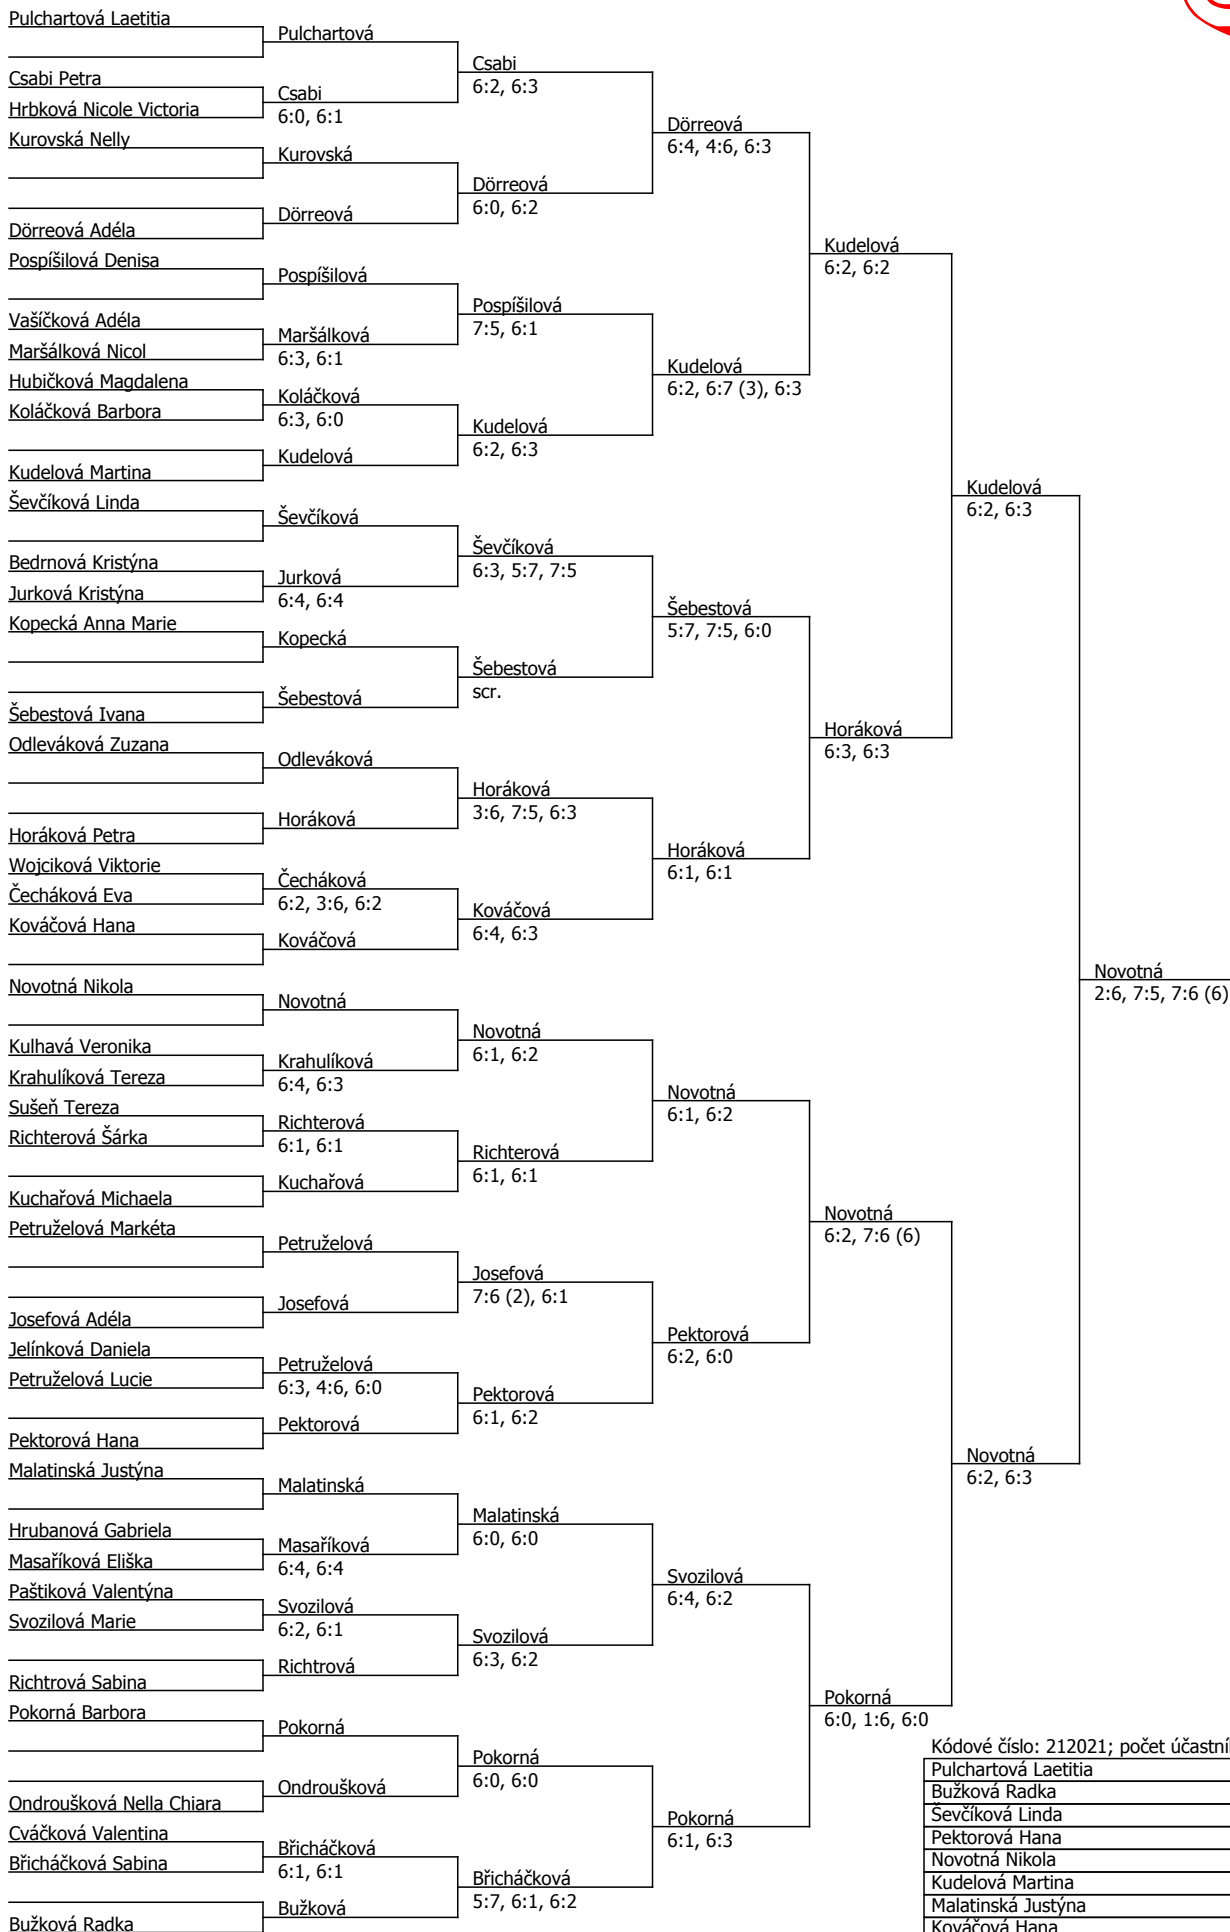 Pulchartová Laetitia
Csabi Petra
Hrbková Nicole Victoria
Kurovská Nelly
Dörreová Adéla
Pospíšilová Denisa
Vašíčková Adéla
Maršálková Nicol
Hubičková Magdalena
Koláčková Barbora
Kudelová Martina
Ševčíková Linda
Bedrnová Kristýna
Jurková Kristýna
Kopecká Anna Marie
Šebestová Ivana
Odleváková Zuzana
Horáková Petra
Wojciková Viktorie
Čecháková Eva
Kováčová Hana
Novotná Nikola
Kulhavá Veronika
Krahulíková Tereza
Sušeň Tereza
Richterová Šárka
Kuchařová Michaela
Petruželová Markéta
Josefová Adéla
Jelínková Daniela
Petruželová Lucie
Pektorová Hana
Malatinská Justýna
Hrubanová Gabriela
Masaříková Eliška
Paštiková Valentýna
Svozilová Marie
Richtrová Sabina
Pokorná Barbora
Ondroušková Nella Chiara
Cváčková Valentina
Břicháčková Sabina
Bužková Radka
Pulchartová
Csabi
6:0, 6:1
Kurovská
Dörreová
Pospíšilová
Maršálková
6:3, 6:1
Koláčková
6:3, 6:0
Kudelová
Ševčíková
Jurková
6:4, 6:4
Kopecká
Šebestová
Odleváková
Horáková
Čecháková
6:2, 3:6, 6:2
Kováčová
Novotná
Krahulíková
6:4, 6:3
Richterová
6:1, 6:1
Kuchařová
Petruželová
Josefová
Petruželová
6:3, 4:6, 6:0
Pektorová
Malatinská
Masaříková
6:4, 6:4
Svozilová
6:2, 6:1
Richtrová
Pokorná
Ondroušková
Břicháčková
6:1, 6:1
Bužková
Csabi
6:2, 6:3
Dörreová
6:0, 6:2
Pospíšilová
7:5, 6:1
Kudelová
6:2, 6:3
Ševčíková
6:3, 5:7, 7:5
Šebestová
scr.
Horáková
3:6, 7:5, 6:3
Kováčová
6:4, 6:3
Novotná
6:1, 6:2
Richterová
6:1, 6:1
Josefová
7:6 (2), 6:1
Pektorová
6:1, 6:2
Malatinská
6:0, 6:0
Svozilová
6:3, 6:2
Pokorná
6:0, 6:0
Břicháčková
5:7, 6:1, 6:2
Dörreová
6:4, 4:6, 6:3
Kudelová
6:2, 6:7 (3), 6:3
Šebestová
5:7, 7:5, 6:0
Horáková
6:1, 6:1
Novotná
6:1, 6:2
Pektorová
6:2, 6:0
Svozilová
6:4, 6:2
Pokorná
6:1, 6:3
Kudelová
6:2, 6:2
Horáková
6:3, 6:3
Novotná
6:2, 7:6 (6)
Pokorná
6:0, 1:6, 6:0
Kudelová
6:2, 6:3
Novotná
6:2, 6:3
Novotná
2:6, 7:5, 7:6 (6)
Kódové číslo: 212021; počet účastní
Pulchartová Laetitia
Bužková Radka
Ševčíková Linda
Pektorová Hana
Novotná Nikola
Kudelová Martina
Malatinská Justýna
Kováčová Hana